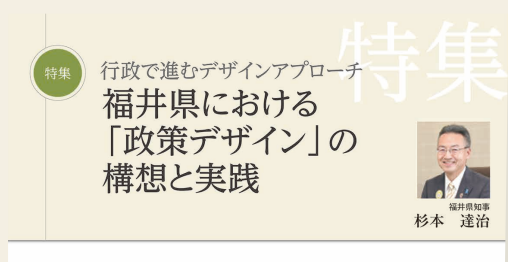 特集
特集
行政で進むデザインアプローチ
福井県における
「政策デザイン」の
構想と実践
福井県知事
杉本 達治